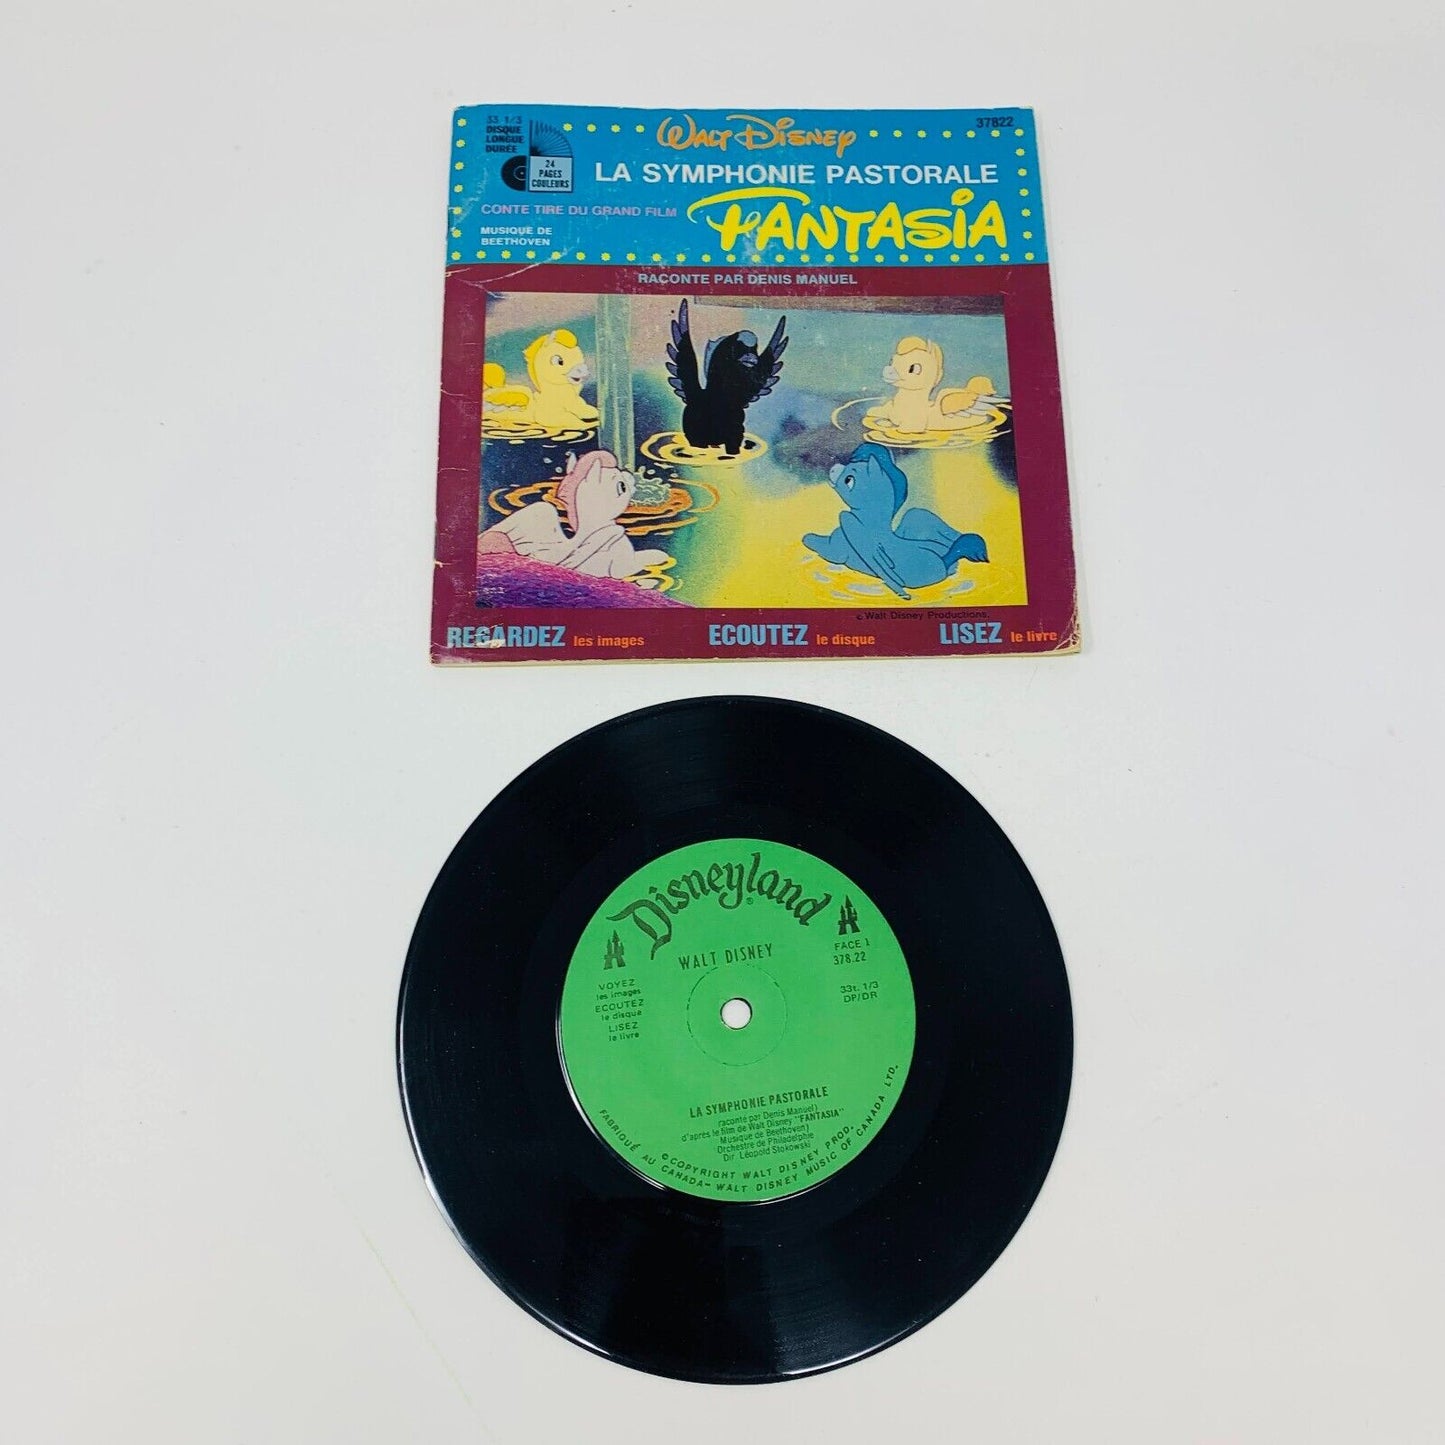 33 1/3
DISQUE
LONGUE
DURÉE
24
PAGES
COULEURS
WALT DISNEY
37822
LA SYMPHONIE PASTORALE
CONTE TIRE DU GRAND FILM
FANTASIA
MUSIQUE DE
BEETHOVEN
RACONTE PAR DENIS MANUEL
c Walt Disney Productions.
REGARDEZ les images
ECOUTEZ le disque
LISEZ le livre
Disneyland®
WALT DISNEY
FACE 1
378.22
VOYEZ
les images
ECOUTEZ
le disque
LISEZ
le livre
33t. 1/3
DP/DR
LA SYMPHONIE PASTORALE
raconté par Denis Manuel)
d'après le film de Walt Disney "FANTASIA"
Musique de Beethoven)
Orchestre de Philadelphie
Dir. Léopold Stokowski
©COPYRIGHT WALT DISNEY PROD.
FABRIQUÉ AU CANADA- WALT DISNEY MUSIC OF CANADA LTD.